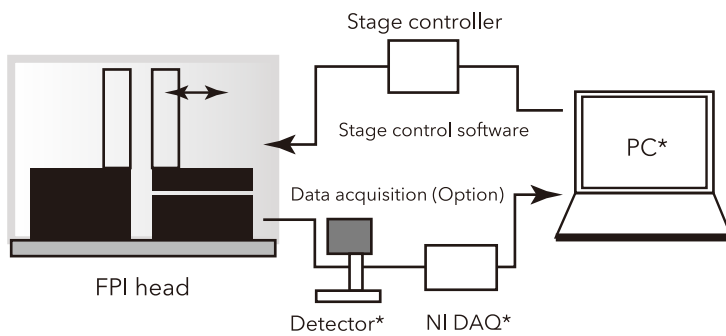 Stage controller
Stage control software
PC*
Data acquisition (Option)
FPI head
Detector*
NI DAQ*